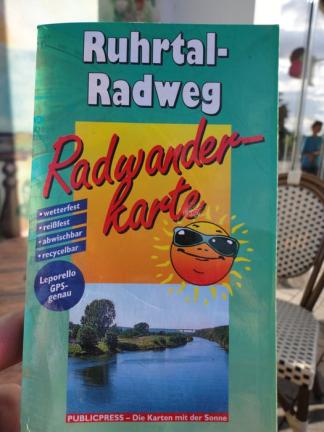 Ruhrtal-
Radweg
Radwander-
karte
• wetterfest
• reißfest
• abwischbar
• recycelbar
Leporello
GPS-
genau
PUBLICPRESS – Die Karten mit der Sonne